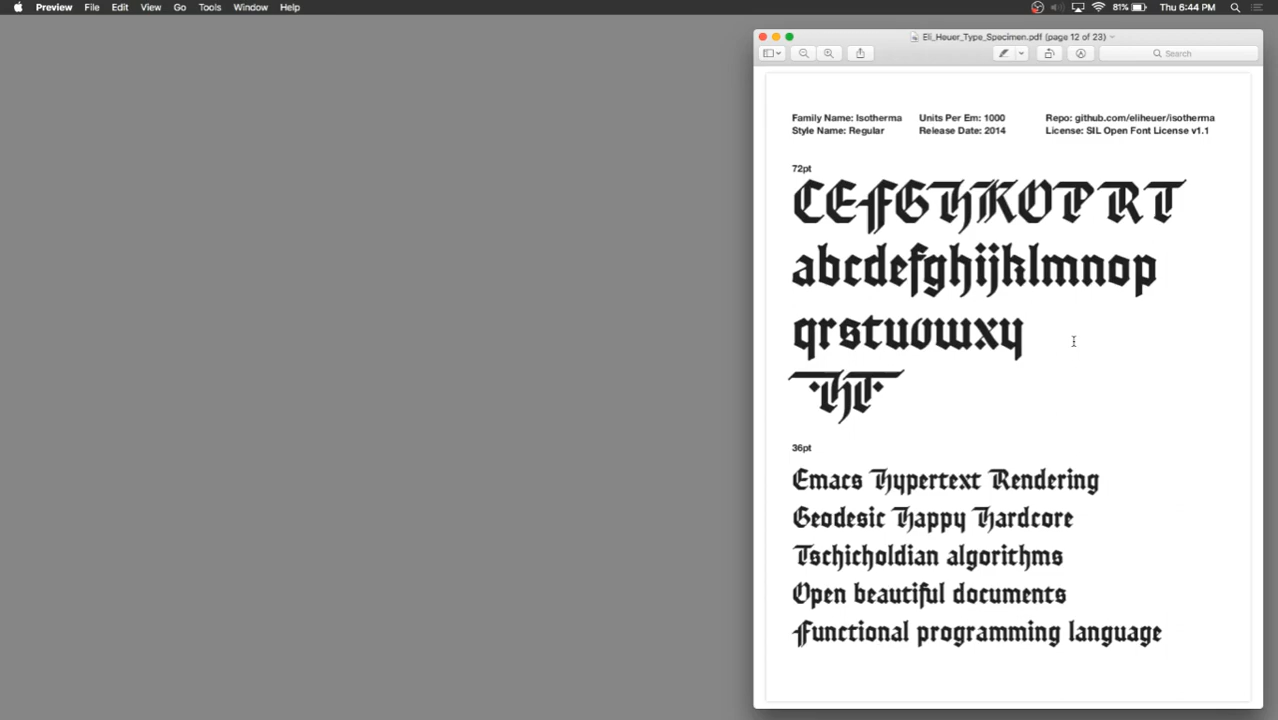 Preview File Edit View Go Tools Window Help 81% Thu 6:44 PM
Eli_Heuer_Type_Specimen.pdf (page 12 of 23)
Search
Family Name: Isotherma Units Per Em: 1000 Repo: github.com/eliheuer/isotherma
Style Name: Regular Release Date: 2014 License: SIL Open Font License v1.1
72pt
CEFGHKOPRT
abcdefghijklmnop
qrstuvwxy
·HT·
36pt
Emacs Hypertext Rendering
Geodesic Happy Hardcore
Tschicholdian algorithms
Open beautiful documents
Functional programming language